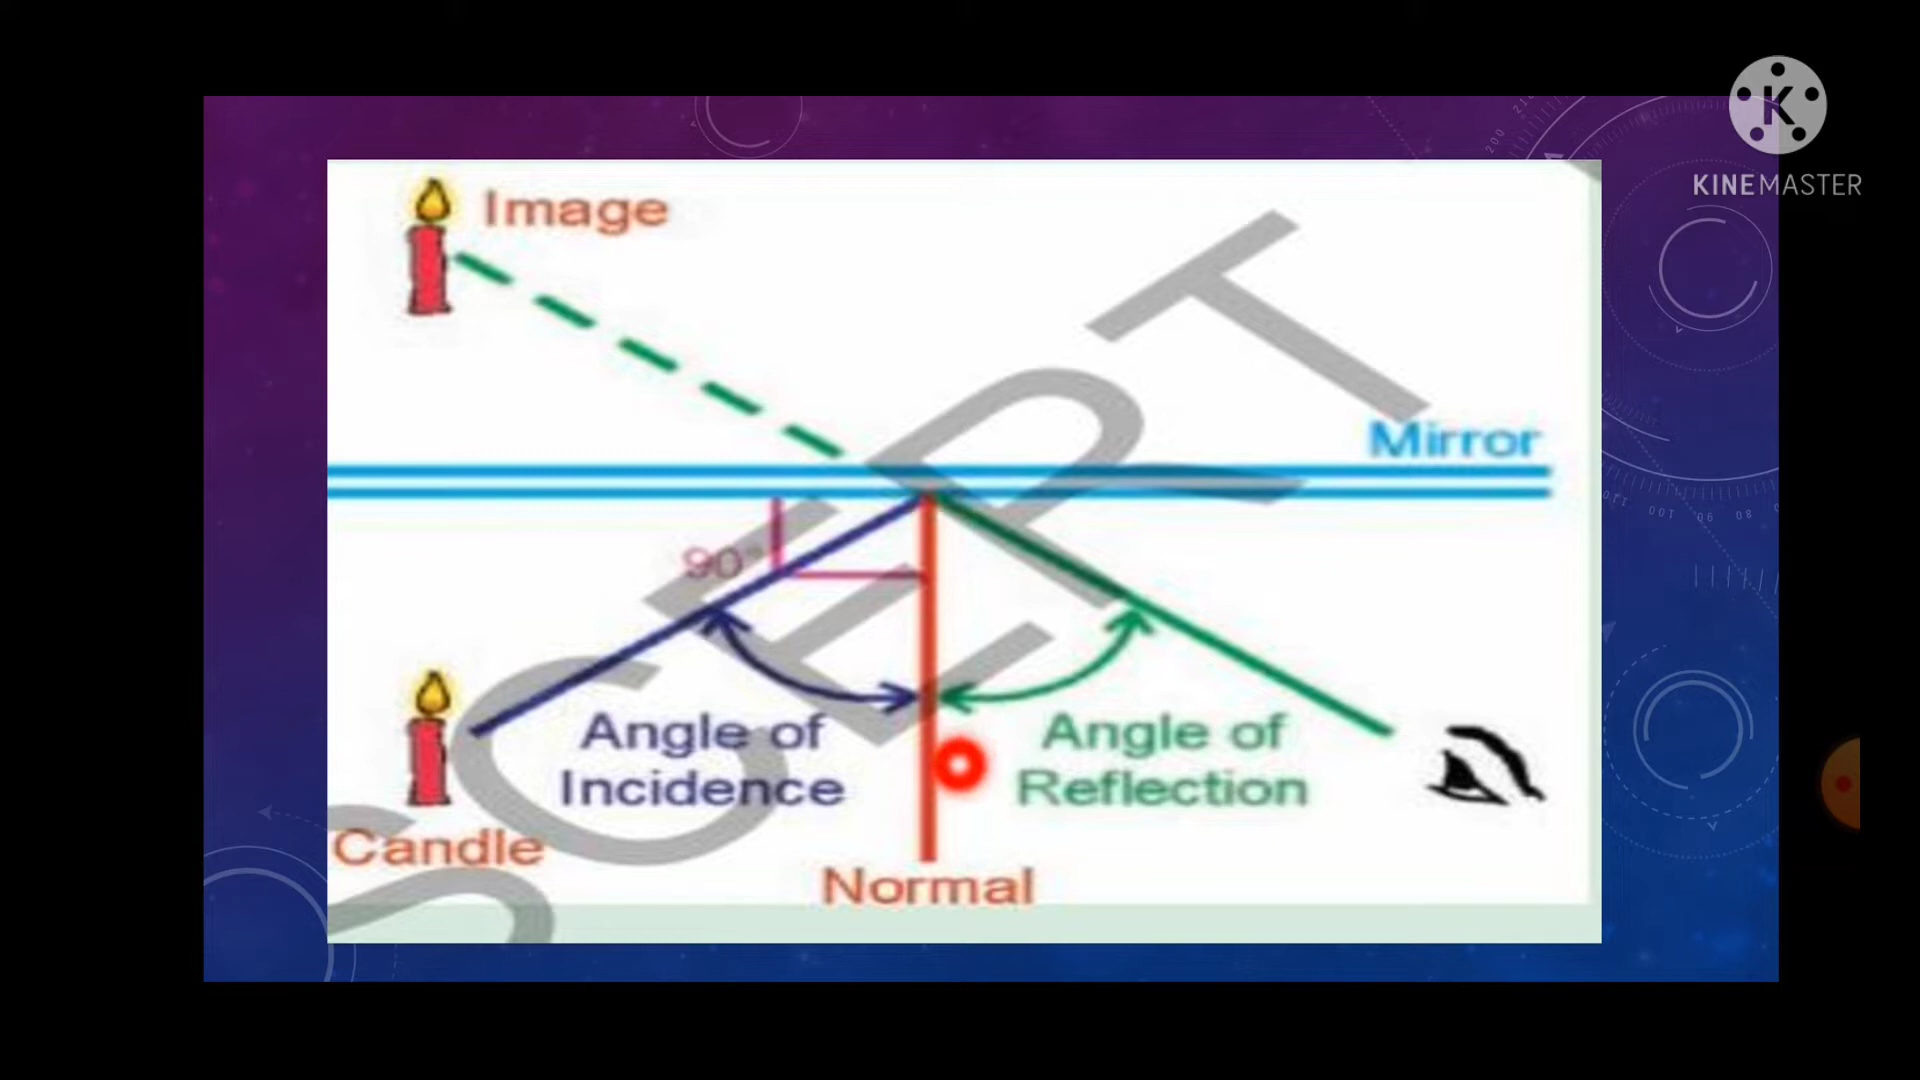 KINEMASTER
Image
Mirror
90°
Angle of
Incidence
Angle of
Reflection
Candle
Normal
SCERT